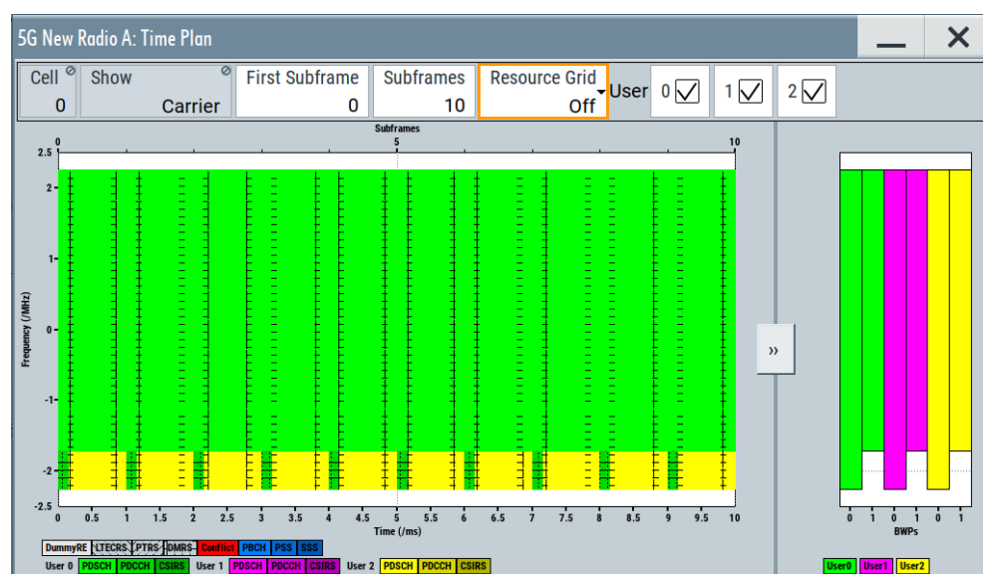 5G New Radio A: Time Plan
Cell Show First Subframe Subframes Resource Grid User 0 1 2
0 Carrier 0 10 Off
Subframes
0 5 10
2.5
2
1
0
-1
-2
-2.5
Frequency (/MHz)
0 0.5 1 1.5 2 2.5 3 3.5 4 4.5 5 5.5 6 6.5 7 7.5 8 8.5 9 9.5 10
Time (/ms)
»
0 1 0 1 0 1
BWPs
DummyRE LTECRS PTRS DMRS Conflict PBCH PSS SSS
User 0 PDSCH PDCCH CSIRS User 1 PDSCH PDCCH CSIRS User 2 PDSCH PDCCH CSIRS
User0 User1 User2